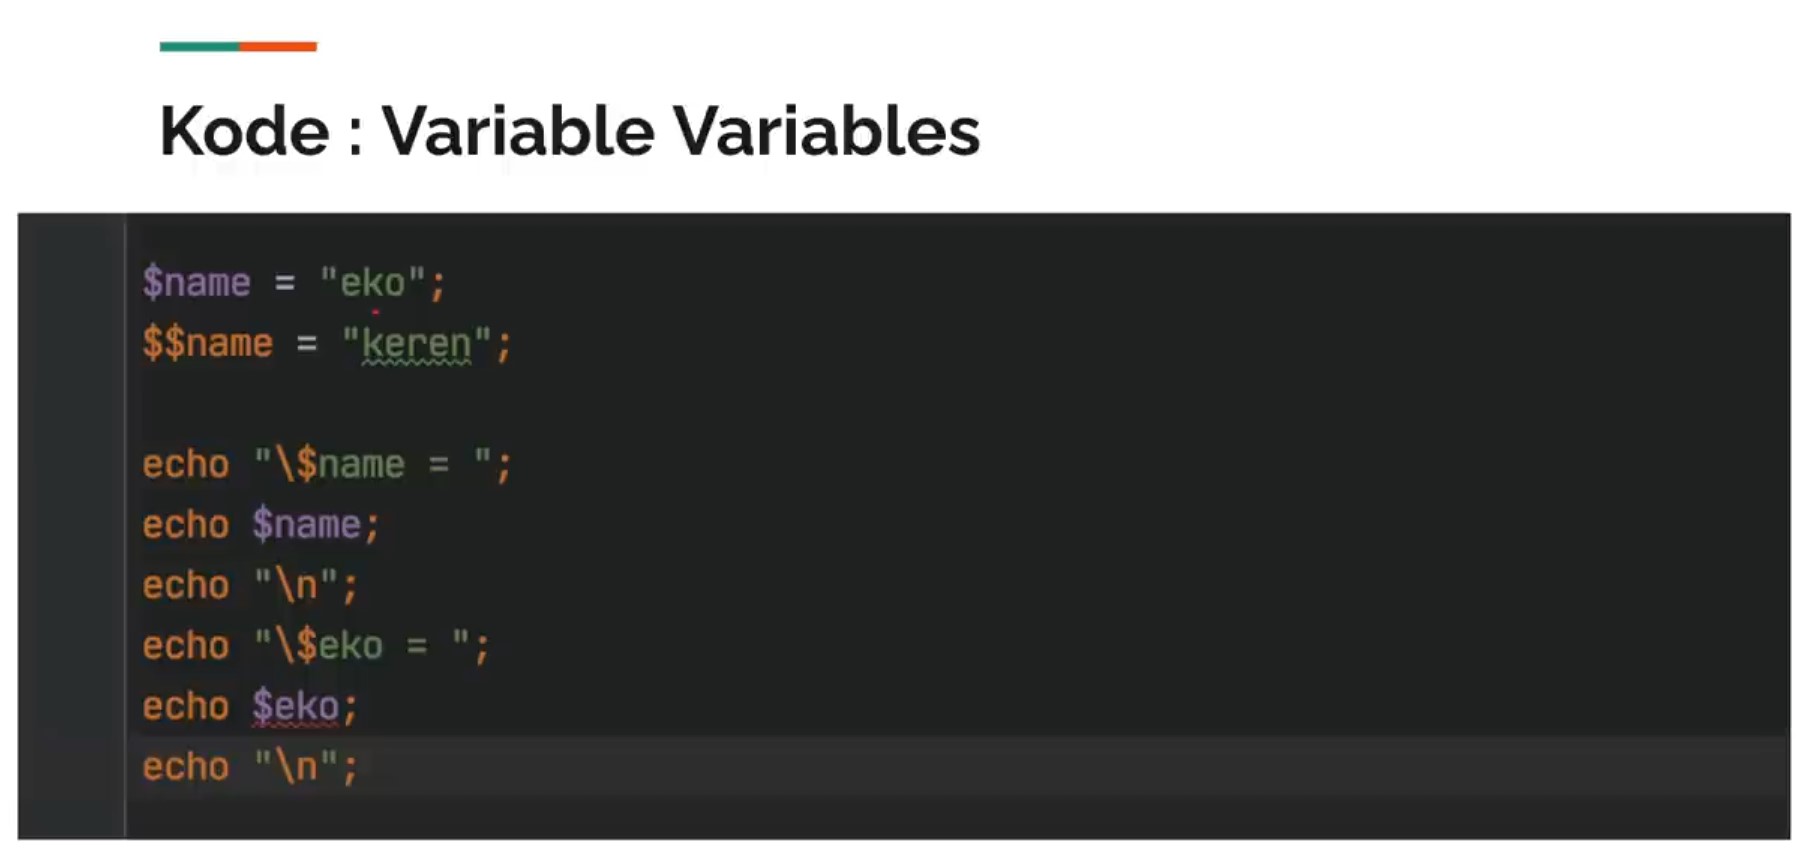 Kode : Variable Variables
$name = "eko";
$$name = "keren";
echo "\$name = ";
echo $name;
echo "\n";
echo "\$eko = ";
echo $eko;
echo "\n";